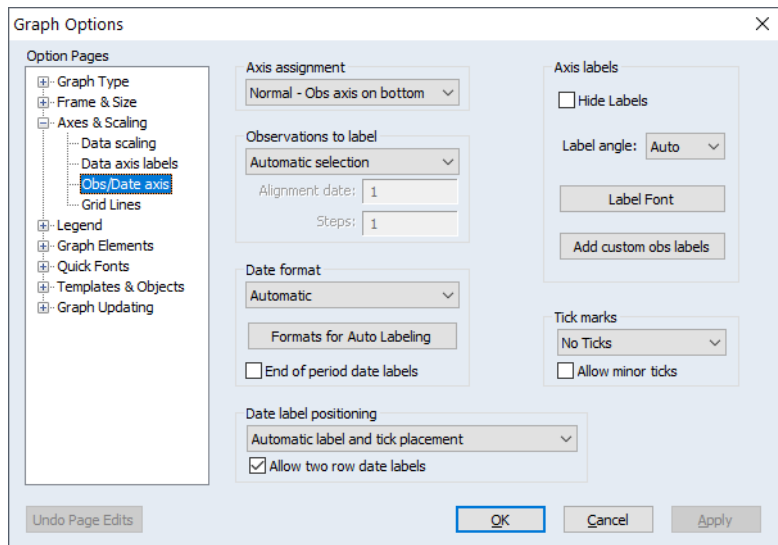 Graph Options
Option Pages
Graph Type
Frame & Size
Axes & Scaling
Data scaling
Data axis labels
Obs/Date axis
Grid Lines
Legend
Graph Elements
Quick Fonts
Templates & Objects
Graph Updating
Axis assignment
Normal - Obs axis on bottom
Observations to label
Automatic selection
Alignment date: 1
Steps: 1
Date format
Automatic
Formats for Auto Labeling
End of period date labels
Date label positioning
Automatic label and tick placement
Allow two row date labels
Axis labels
Hide Labels
Label angle: Auto
Label Font
Add custom obs labels
Tick marks
No Ticks
Allow minor ticks
Undo Page Edits
OK
Cancel
Apply